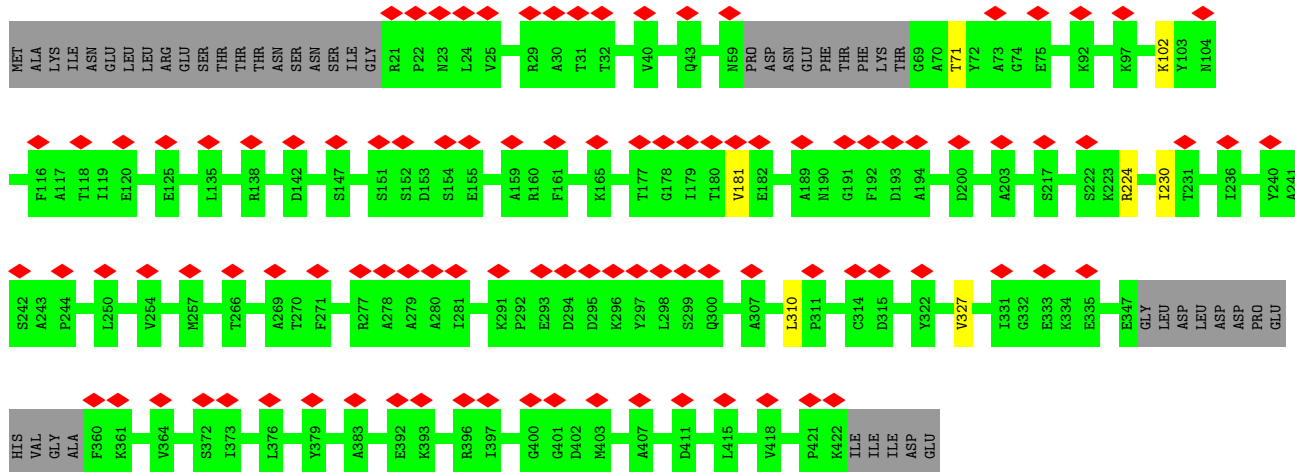 MET ALA LYS ILE ASN GLU LEU LEU ARG GLU SER THR THR THR ASN SER ASN SER ILE GLY R21 P22 N23 L24 V25 R29 A30 T31 T32 V40 Q43 N59 PRO ASP ASN GLU PHE THR PHE LYS THR G69 A70 T71 Y72 A73 G74 E75 K92 K97 K102 Y103 N104
F116 A117 T118 I119 E120 E125 L135 R138 D142 S147 S151 S152 D153 S154 E155 A159 R160 F161 K165 T177 G178 I179 T180 V181 E182 A189 N190 G191 F192 D193 A194 D200 A203 S217 S222 K223 R224 I230 T231 I236 Y240 A241
S242 A243 P244 L250 V254 M257 T266 A269 T270 F271 R277 A278 A279 A280 I281 K291 P292 E293 D294 D295 K296 Y297 L298 S299 Q300 A307 L310 P311 C314 D315 Y322 V327 I331 G332 E333 K334 E335 E347 GLY LEU ASP LEU ASP ASP PRO GLU
HIS VAL GLY ALA F360 K361 V364 S372 I373 L376 Y379 A383 E392 K393 R396 I397 G400 G401 D402 M403 A407 D411 L415 V418 P421 K422 ILE ILE ILE ASP GLU